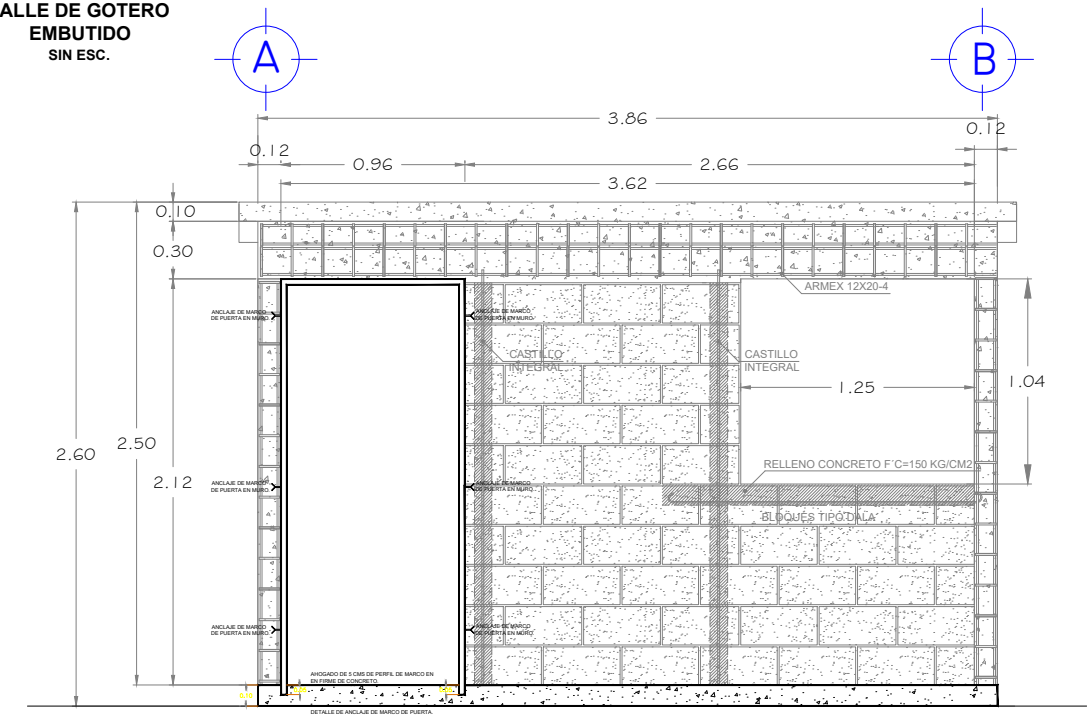 ALLE DE GOTERO
EMBUTIDO
SIN ESC.
A
B
3.86
0.12
0.12
0.96
2.66
3.62
0.10
0.30
ARMEX 12X20-4
ANCLAJE DE MARCO
DE PUERTA EN MURO
ANCLAJE DE MARCO
DE PUERTA EN MURO
CASTILLO
INTEGRAL
CASTILLO
INTEGRAL
1.25
1.04
2.60
2.50
2.12
RELLENO CONCRETO F´C=150 KG/CM2
ANCLAJE DE MARCO
DE PUERTA EN MURO
ANCLAJE DE MARCO
DE PUERTA EN MURO
BLOQUES TIPO DALA
ANCLAJE DE MARCO
DE PUERTA EN MURO
ANCLAJE DE MARCO
DE PUERTA EN MURO
AHOGADO DE 5 CMS DE PERFIL DE MARCO EN
EN FIRME DE CONCRETO.
DETALLE DE ANCLAJE DE MARCO DE PUERTA.